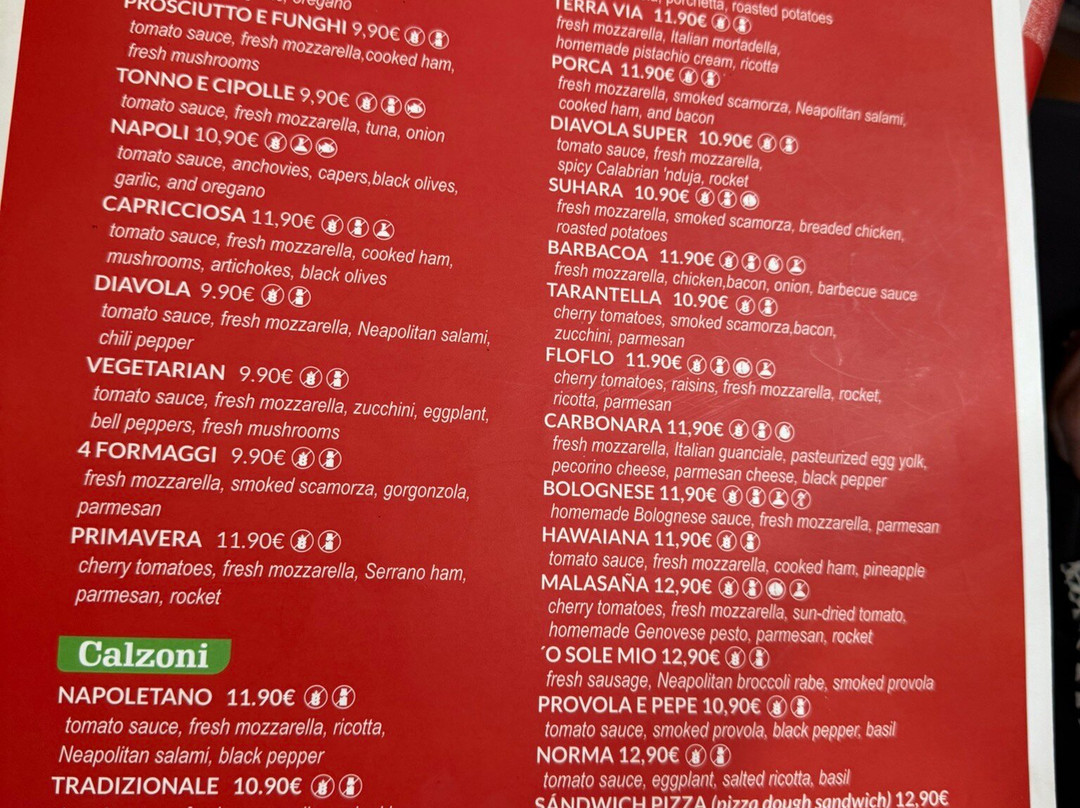 oregano
PROSCIUTTO E FUNGHI 9,90€
tomato sauce, fresh mozzarella,cooked ham,
fresh mushrooms
TONNO E CIPOLLE 9,90€
tomato sauce, fresh mozzarella, tuna, onion
NAPOLI 10,90€
tomato sauce, anchovies, capers,black olives,
garlic, and oregano
CAPRICCIOSA 11,90€
tomato sauce, fresh mozzarella, cooked ham,
mushrooms, artichokes, black olives
DIAVOLA 9.90€
tomato sauce, fresh mozzarella, Neapolitan salami,
chili pepper
VEGETARIAN 9.90€
tomato sauce, fresh mozzarella, zucchini, eggplant,
bell peppers, fresh mushrooms
4 FORMAGGI 9.90€
fresh mozzarella, smoked scamorza, gorgonzola,
parmesan
PRIMAVERA 11.90€
cherry tomatoes, fresh mozzarella, Serrano ham,
parmesan, rocket
Calzoni
NAPOLETANO 11.90€
tomato sauce, fresh mozzarella, ricotta,
Neapolitan salami, black pepper
TRADIZIONALE 10.90€
porchetta, roasted potatoes
TERRA VIA 11.90€
fresh mozzarella, Italian mortadella,
homemade pistachio cream, ricotta
PORCA 11.90€
fresh mozzarella, smoked scamorza, Neapolitan salami,
cooked ham, and bacon
DIAVOLA SUPER 10.90€
tomato sauce, fresh mozzarella,
spicy Calabrian 'nduja, rocket
SUHARA 10.90€
fresh mozzarella, smoked scamorza, breaded chicken,
roasted potatoes
BARBACOA 11.90€
fresh mozzarella, chicken,bacon, onion, barbecue sauce
TARANTELLA 10.90€
cherry tomatoes, smoked scamorza,bacon,
zucchini, parmesan
FLOFLO 11.90€
cherry tomatoes, raisins, fresh mozzarella, rocket,
ricotta, parmesan
CARBONARA 11,90€
fresh mozzarella, Italian guanciale, pasteurized egg yolk,
pecorino cheese, parmesan cheese, black pepper
BOLOGNESE 11,90€
homemade Bolognese sauce, fresh mozzarella, parmesan
HAWAIANA 11,90€
tomato sauce, fresh mozzarella, cooked ham, pineapple
MALASAÑA 12,90€
cherry tomatoes, fresh mozzarella, sun-dried tomato,
homemade Genovese pesto, parmesan, rocket
´O SOLE MIO 12,90€
fresh sausage, Neapolitan broccoli rabe, smoked provola
PROVOLA E PEPE 10,90€
tomato sauce, smoked provola, black pepper, basil
NORMA 12,90€
tomato sauce, eggplant, salted ricotta, basil
SÁNDWICH PIZZA (pizza dough sandwich) 12,90€